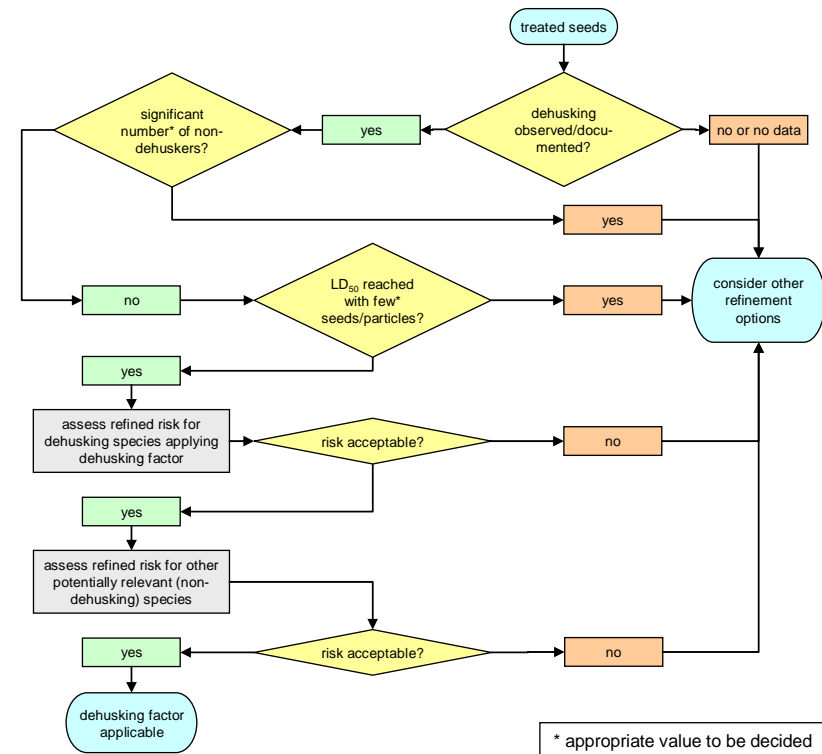 treated seeds
significant
number* of non-
dehuskers?
yes
dehusking
observed/docu-
mented?
no or no data
yes
no
LD₅₀ reached
with few*
seeds/particles?
yes
consider other
refinement
options
yes
assess refined risk for
dehusking species applying
dehusking factor
risk acceptable?
no
yes
assess refined risk for other
potentially relevant (non-
dehusking) species
yes
risk acceptable?
no
dehusking factor
applicable
* appropriate value to be decided